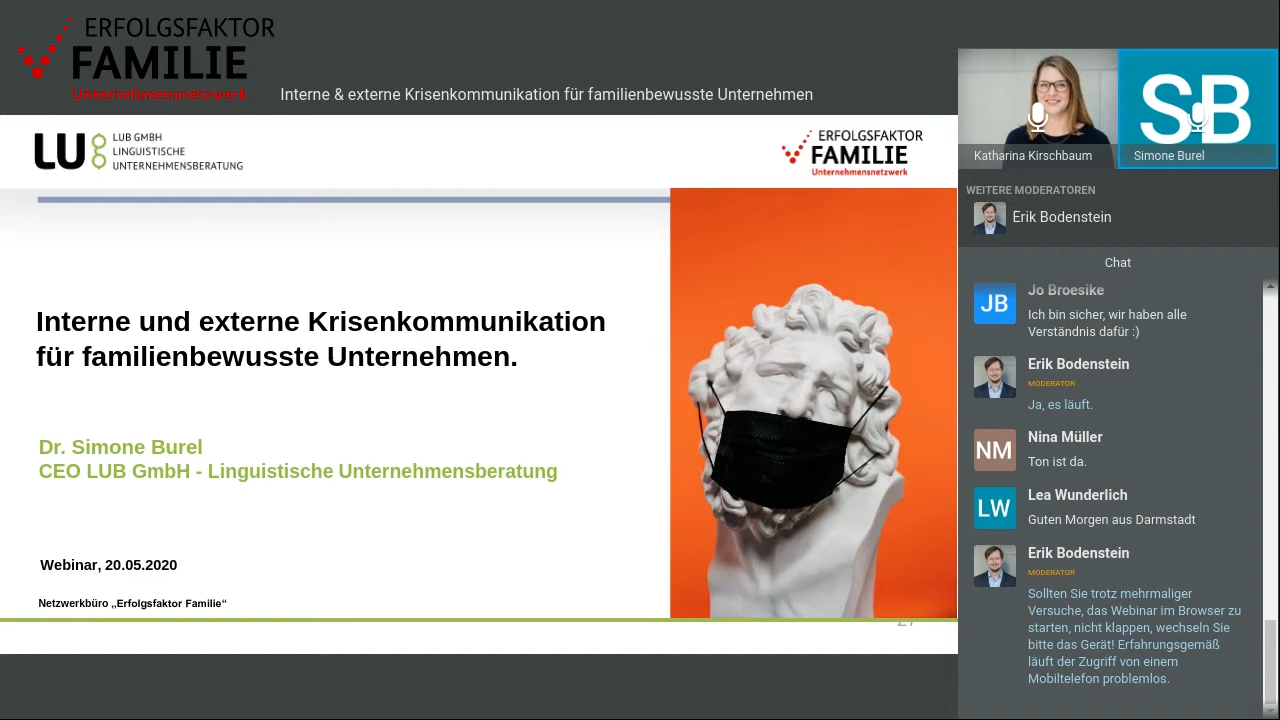 ERFOLGSFAKTOR
FAMILIE
Unternehmensnetzwerk
Interne & externe Krisenkommunikation für familienbewusste Unternehmen
LU8
LUB GMBH
LINGUISTISCHE
UNTERNEHMENSBERATUNG
ERFOLGSFAKTOR
FAMILIE
Unternehmensnetzwerk
Interne und externe Krisenkommunikation
für familienbewusste Unternehmen.
Dr. Simone Burel
CEO LUB GmbH - Linguistische Unternehmensberatung
Webinar, 20.05.2020
Netzwerkbüro „Erfolgsfaktor Familie“
SB
Katharina Kirschbaum
Simone Burel
WEITERE MODERATOREN
Erik Bodenstein
Chat
JB
Jo Broesike
Ich bin sicher, wir haben alle
Verständnis dafür :)
Erik Bodenstein
MODERATOR
Ja, es läuft.
NM
Nina Müller
Ton ist da.
LW
Lea Wunderlich
Guten Morgen aus Darmstadt
Erik Bodenstein
MODERATOR
Sollten Sie trotz mehrmaliger
Versuche, das Webinar im Browser zu
starten, nicht klappen, wechseln Sie
bitte das Gerät! Erfahrungsgemäß
läuft der Zugriff von einem
Mobiltelefon problemlos.